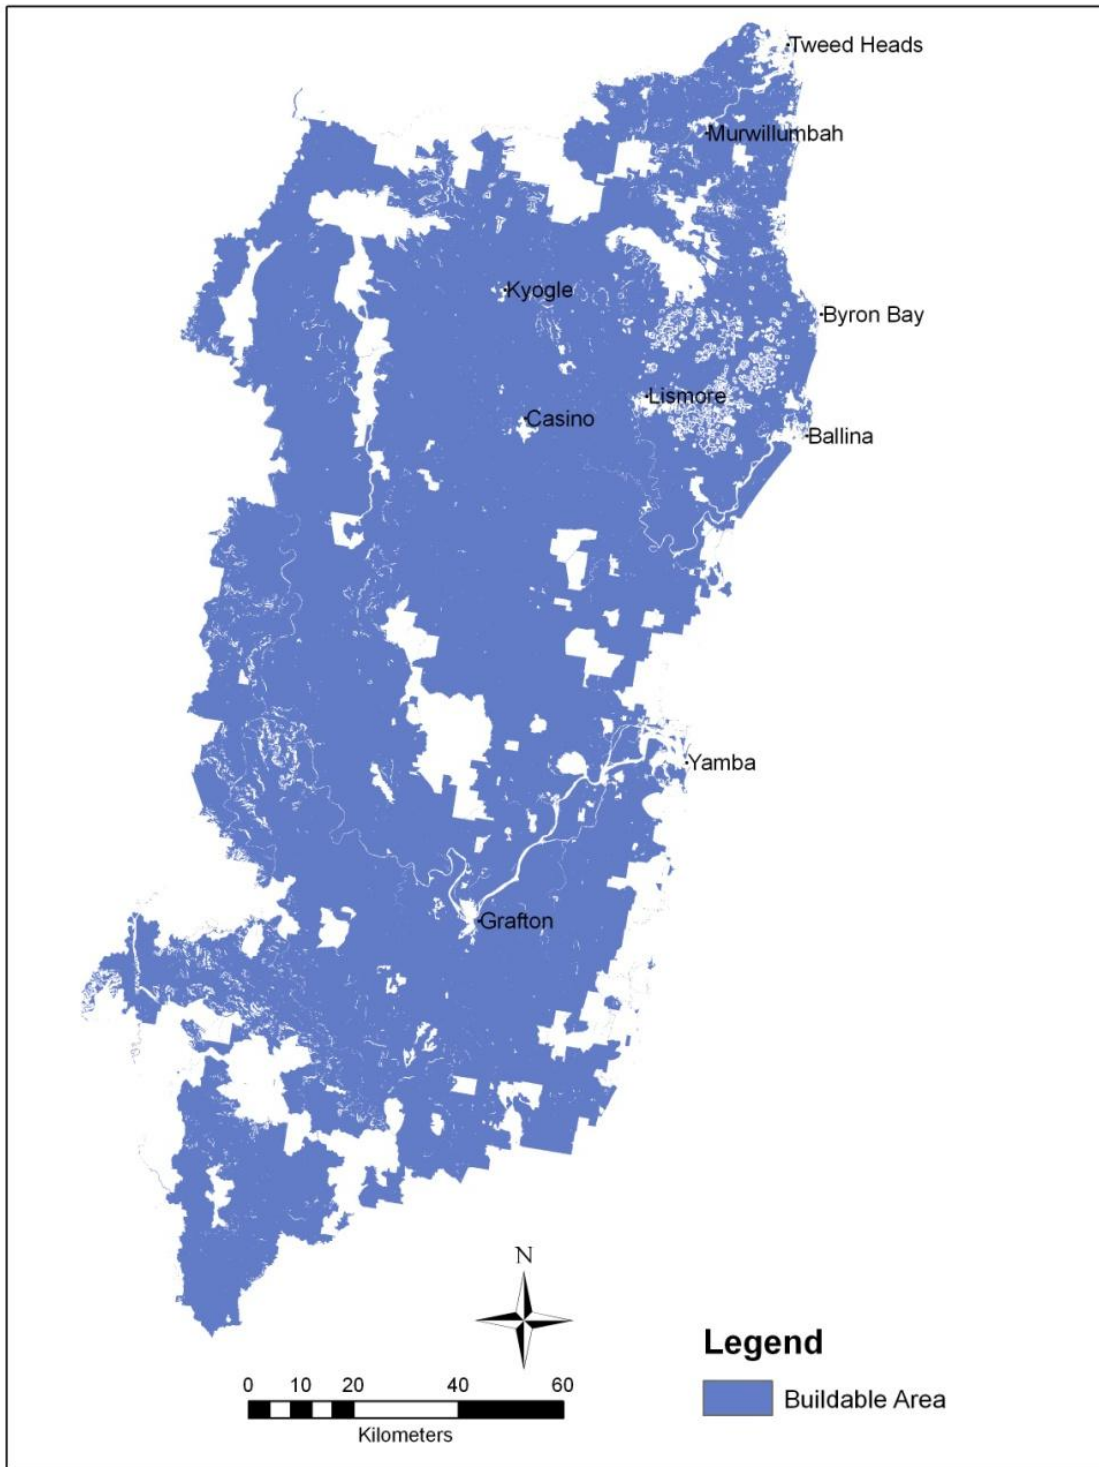 Tweed Heads
Murwillumbah
Kyogle
Byron Bay
Lismore
Casino
Ballina
Yamba
Grafton
N
Legend
0 10 20 40 60
Buildable Area
Kilometers